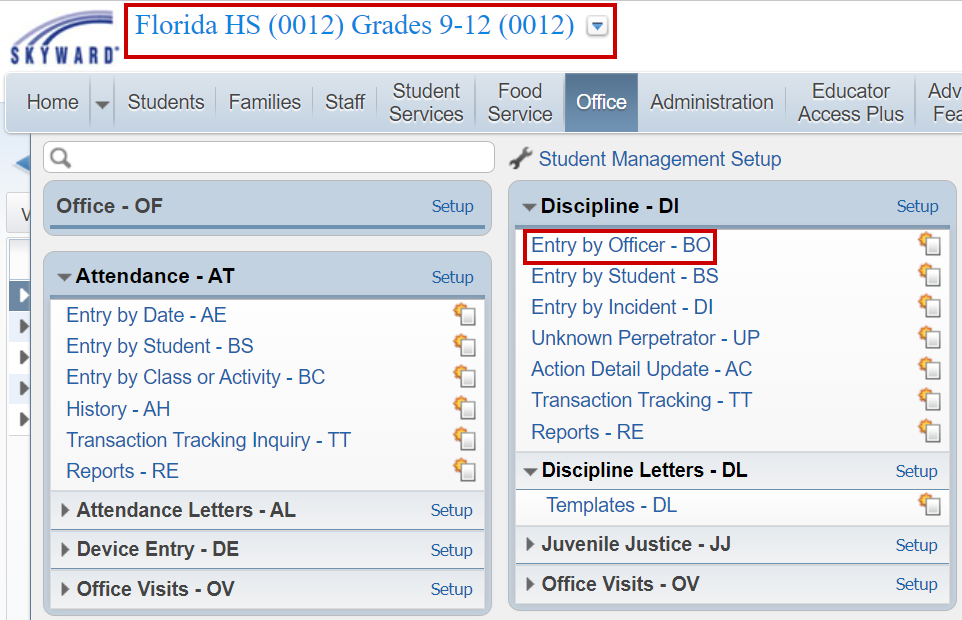 SKYWARD
Florida HS (0012) Grades 9-12 (0012)
Home
Students
Families
Staff
Student
Services
Food
Service
Office
Administration
Educator
Access Plus
Student Management Setup
Office - OF
Setup
Attendance - AT
Setup
Entry by Date - AE
Entry by Student - BS
Entry by Class or Activity - BC
History - AH
Transaction Tracking Inquiry - TT
Reports - RE
Attendance Letters - AL
Setup
Device Entry - DE
Setup
Office Visits - OV
Setup
Discipline - DI
Setup
Entry by Officer - BO
Entry by Student - BS
Entry by Incident - DI
Unknown Perpetrator - UP
Action Detail Update - AC
Transaction Tracking - TT
Reports - RE
Discipline Letters - DL
Setup
Templates - DL
Juvenile Justice - JJ
Setup
Office Visits - OV
Setup